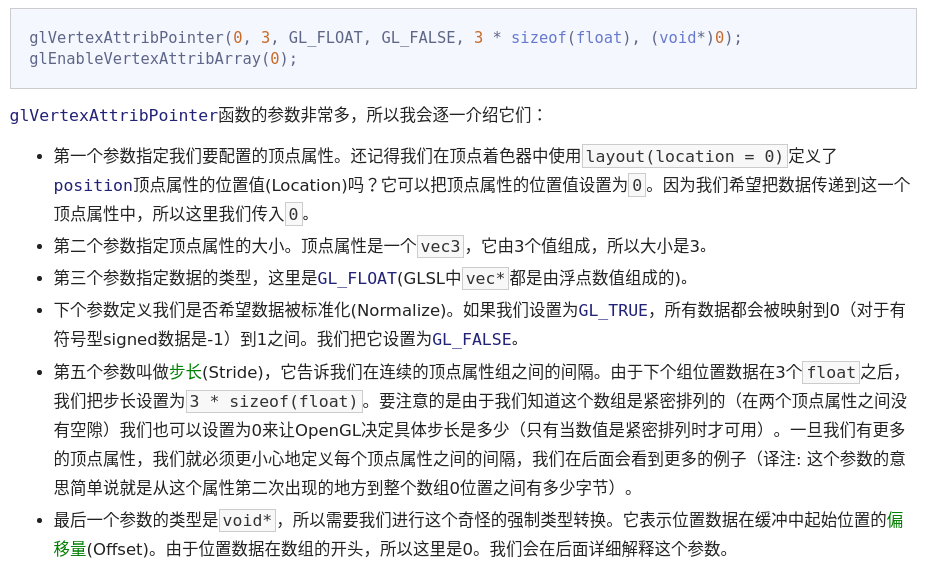 glVertexAttribPointer(0, 3, GL_FLOAT, GL_FALSE, 3 * sizeof(float), (void*)0);
glEnableVertexAttribArray(0);
glVertexAttribPointer函数的参数非常多，所以我会逐一介绍它们：
• 第一个参数指定我们要配置的顶点属性。还记得我们在顶点着色器中使用layout(location = 0)定义了
position顶点属性的位置值(Location)吗？它可以把顶点属性的位置值设置为0。因为我们希望把数据传递到这一个
顶点属性中，所以这里我们传入0。
• 第二个参数指定顶点属性的大小。顶点属性是一个vec3，它由3个值组成，所以大小是3。
• 第三个参数指定数据的类型，这里是GL_FLOAT(GLSL中vec*都是由浮点数值组成的)。
• 下个参数定义我们是否希望数据被标准化(Normalize)。如果我们设置为GL_TRUE，所有数据都会被映射到0（对于有
符号型signed数据是-1）到1之间。我们把它设置为GL_FALSE。
• 第五个参数叫做步长(Stride)，它告诉我们在连续的顶点属性组之间的间隔。由于下个组位置数据在3个float之后，
我们把步长设置为3 * sizeof(float)。要注意的是由于我们知道这个数组是紧密排列的（在两个顶点属性之间没
有空隙）我们也可以设置为0来让OpenGL决定具体步长是多少（只有当数值是紧密排列时才可用）。一旦我们有更多
的顶点属性，我们就必须更小心地定义每个顶点属性之间的间隔，我们在后面会看到更多的例子（译注: 这个参数的意
思简单说就是从这个属性第二次出现的地方到整个数组0位置之间有多少字节）。
• 最后一个参数的类型是void*，所以需要我们进行这个奇怪的强制类型转换。它表示位置数据在缓冲中起始位置的偏
移量(Offset)。由于位置数据在数组的开头，所以这里是0。我们会在后面详细解释这个参数。